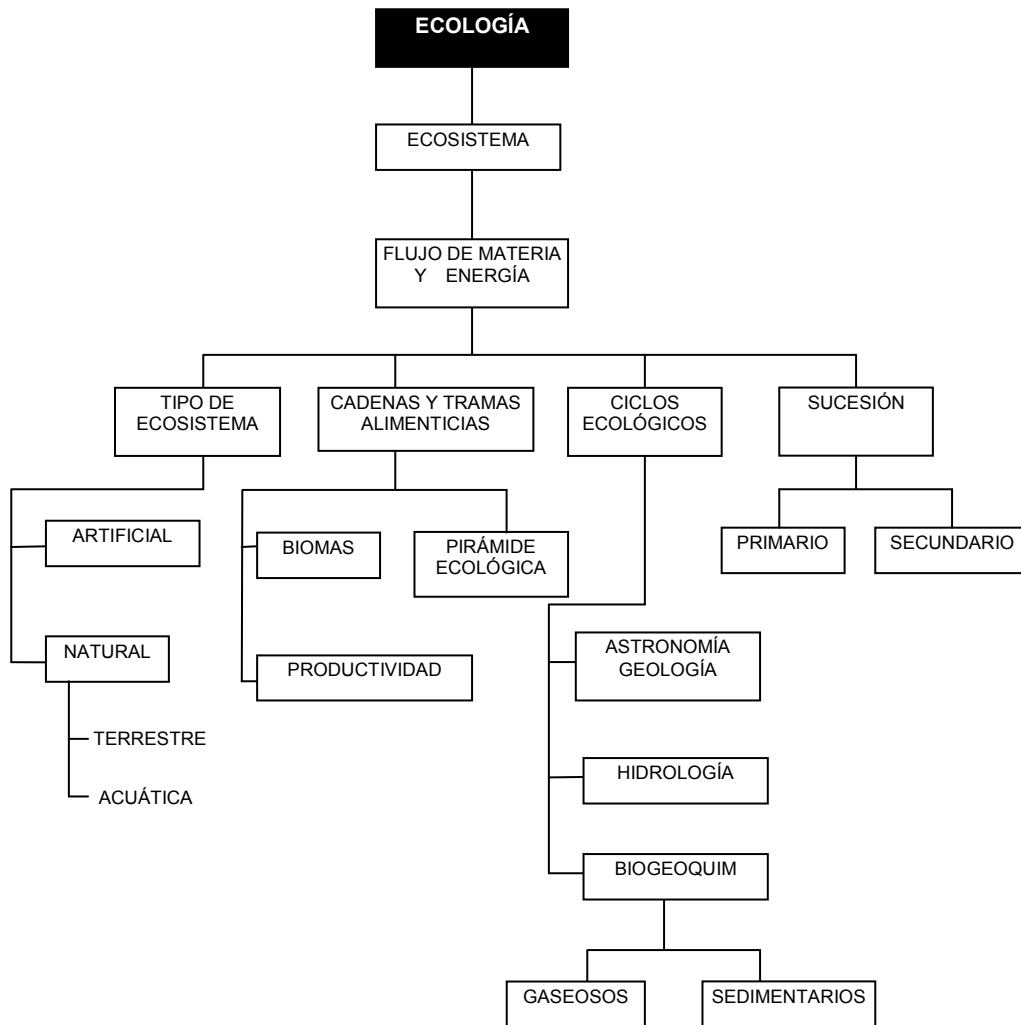 ECOLOGÍA
ECOSISTEMA
FLUJO DE MATERIA
Y ENERGÍA
TIPO DE
ECOSISTEMA
CADENAS Y TRAMAS
ALIMENTICIAS
CICLOS
ECOLÓGICOS
SUCESIÓN
ARTIFICIAL
BIOMAS
PIRÁMIDE
ECOLÓGICA
PRIMARIO
SECUNDARIO
NATURAL
PRODUCTIVIDAD
ASTRONOMÍA
GEOLOGÍA
TERRESTRE
HIDROLOGÍA
ACUÁTICA
BIOGEOQUIM
GASEOSOS
SEDIMENTARIOS